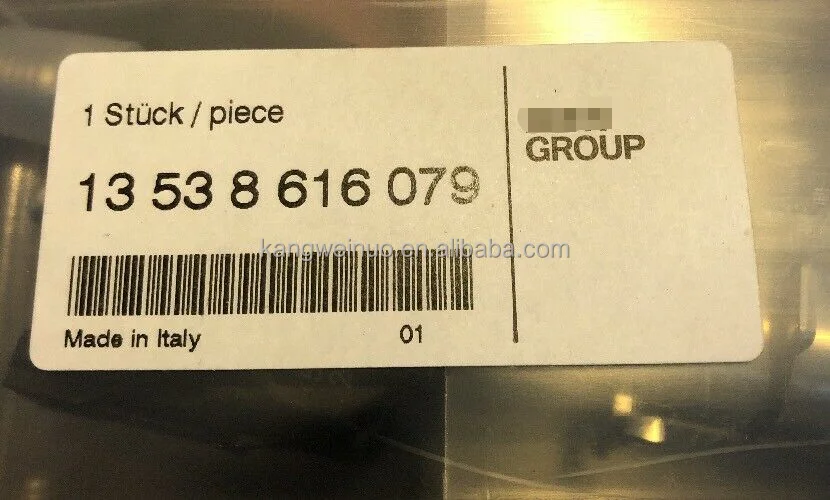 1 Stück / piece
13 53 8 616 079
GROUP
kangweinuo.en.alibaba.com
Made in Italy
01